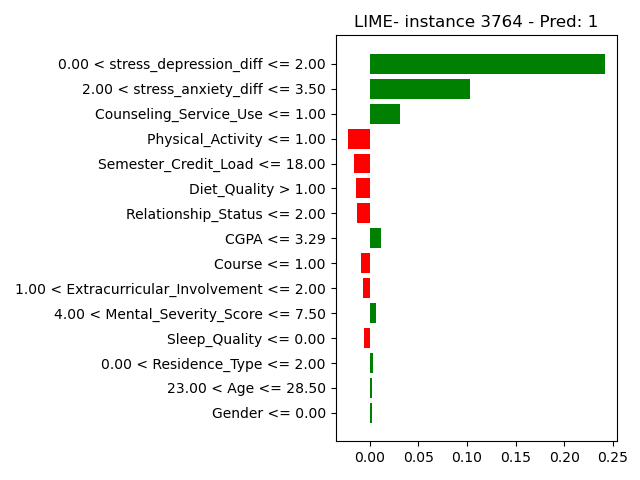 LIME- instance 3764 - Pred: 1
0.00 < stress_depression_diff <= 2.00
2.00 < stress_anxiety_diff <= 3.50
Counseling_Service_Use <= 1.00
Physical_Activity <= 1.00
Semester_Credit_Load <= 18.00
Diet_Quality > 1.00
Relationship_Status <= 2.00
CGPA <= 3.29
Course <= 1.00
1.00 < Extracurricular_Involvement <= 2.00
4.00 < Mental_Severity_Score <= 7.50
Sleep_Quality <= 0.00
0.00 < Residence_Type <= 2.00
23.00 < Age <= 28.50
Gender <= 0.00
0.00 0.05 0.10 0.15 0.20 0.25